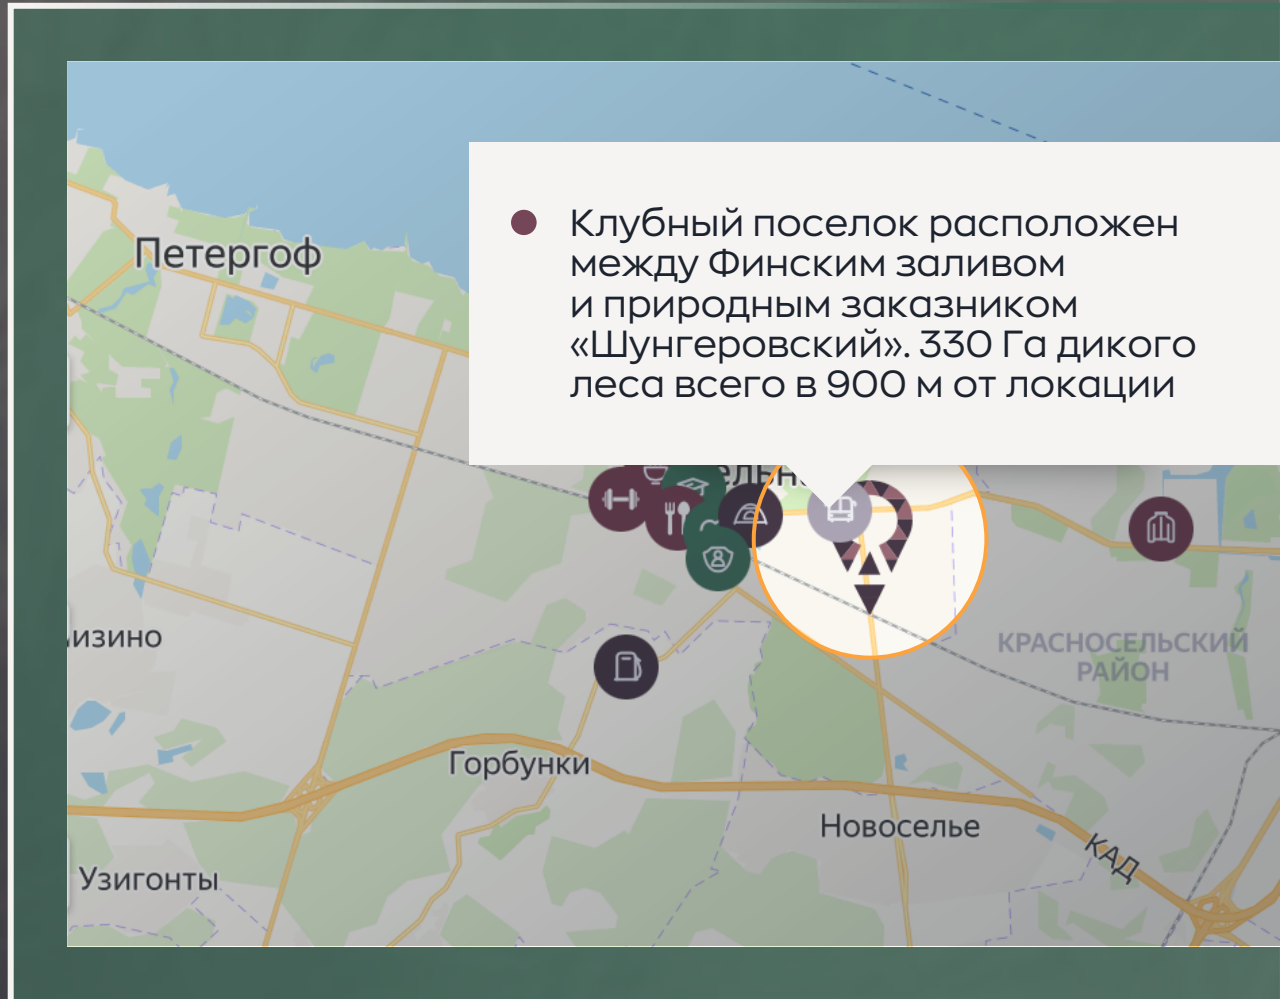 Петергоф
Клубный поселок расположен
между Финским заливом
и природным заказником
«Шунгеровский». 330 Га дикого
леса всего в 900 м от локации
КРАСНОСЕЛЬСКИЙ
РАЙОН
Горбунки
Новоселье
КАД
Узигонты